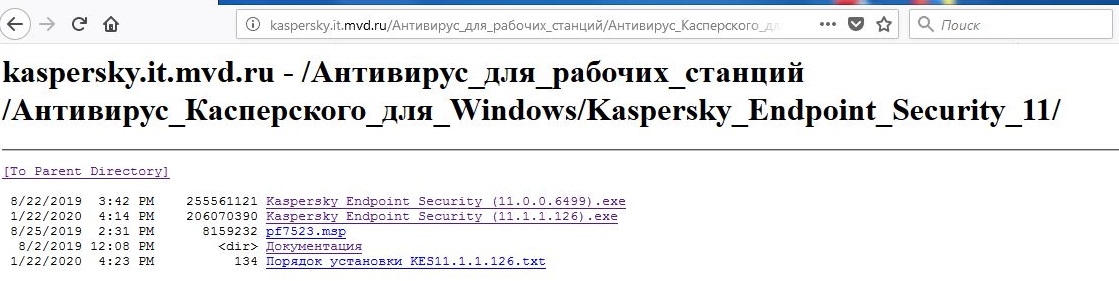 kaspersky.it.mvd.ru/Антивирус_для_рабочих_станций/Антивирус_Касперского_для
Поиск
kaspersky.it.mvd.ru - /Антивирус_для_рабочих_станций
/Антивирус_Касперского_для_Windows/Kaspersky_Endpoint_Security_11/
[To Parent Directory]
8/22/2019 3:42 PM 255561121 Kaspersky Endpoint Security (11.0.0.6499).exe
1/22/2020 4:14 PM 206070390 Kaspersky Endpoint Security (11.1.1.126).exe
8/25/2019 2:31 PM 8159232 pf7523.msp
8/2/2019 12:08 PM <dir> Документация
1/22/2020 4:23 PM 134 Порядок установки KES11.1.1.126.txt